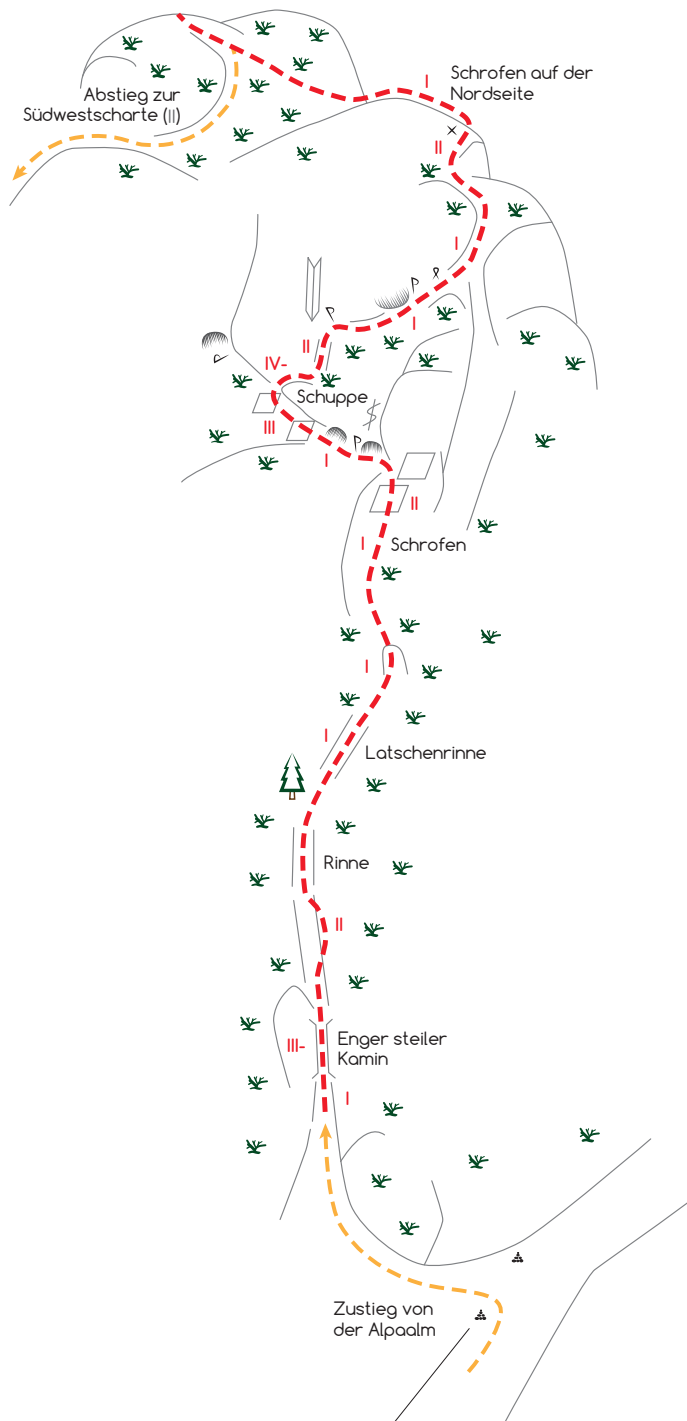 Schrofen auf der
Nordseite
I
Abstieg zur
Südwestscharte (II)
II
I
I
II
IV-
Schuppe
III
I
II
I
Schrofen
I
I
Latschenrinne
Rinne
II
Enger steiler
Kamin
III-
I
Zustieg von
der Alpaalm